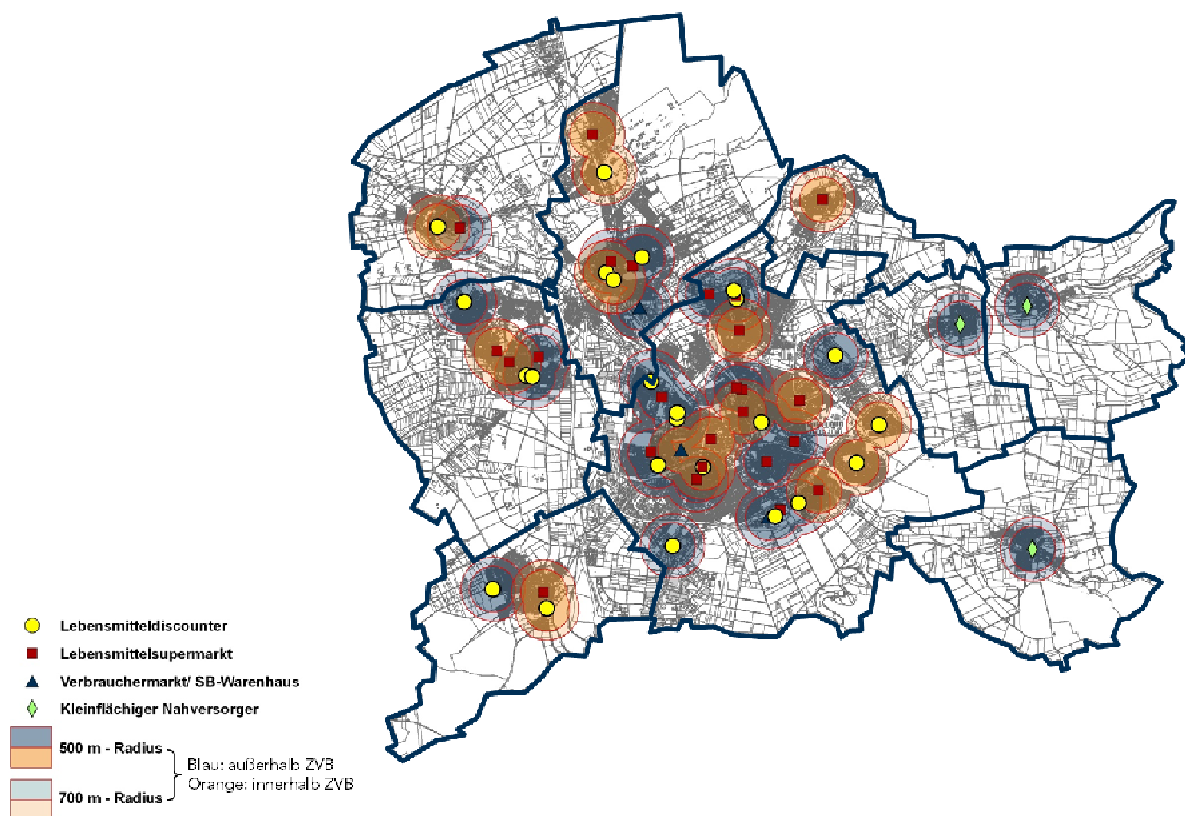 Lebensmitteldiscounter
Lebensmittelsupermarkt
Verbrauchermarkt/ SB-Warenhaus
Kleinflächiger Nahversorger
500 m - Radius
Blau: außerhalb ZVB
Orange: innerhalb ZVB
700 m - Radius